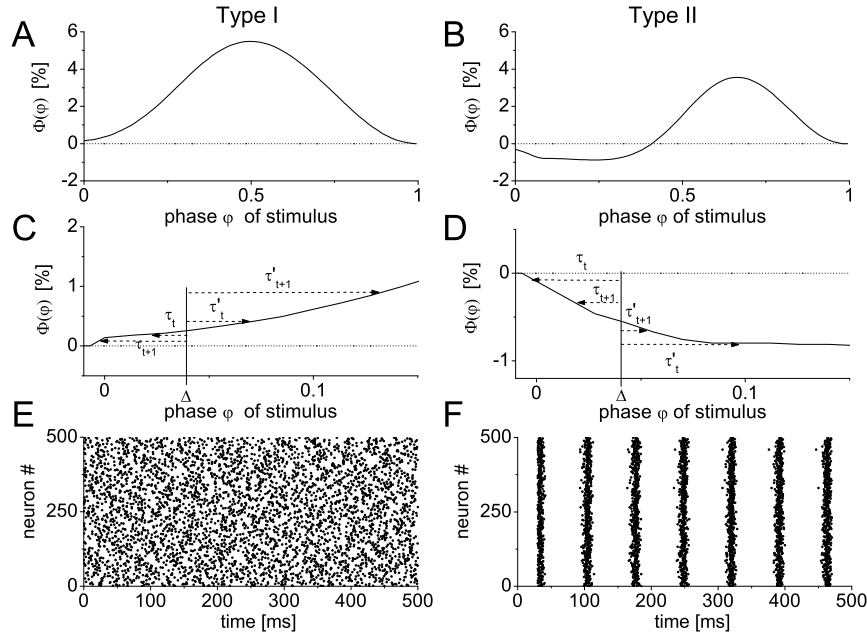 Type I
Type II
A
6
4
2
0
-2
Φ(φ) [%]
0
0.5
1
phase φ of stimulus
B
6
4
2
0
-2
Φ(φ) [%]
0
0.5
1
phase φ of stimulus
C
2
1
0
Φ(φ) [%]
τ't+1
τ't
τt
τt+1
0
Δ
0.1
phase φ of stimulus
D
0
-1
Φ(φ) [%]
τt
τt+1
τ't+1
τ't
0
Δ
0.1
phase φ of stimulus
E
500
250
0
neuron #
0
100
200
300
400
500
time [ms]
F
500
250
0
neuron #
0
100
200
300
400
500
time [ms]